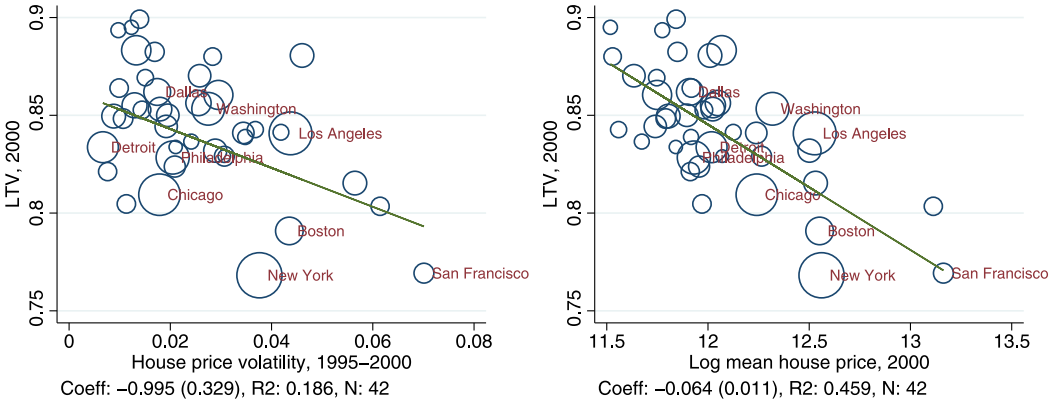 0.9
0.85
0.8
0.75
LTV, 2000
Dallas
Washington
Los Angeles
Detroit
Philadelphia
Chicago
Boston
New York
San Francisco
0 0.02 0.04 0.06 0.08
House price volatility, 1995−2000
Coeff: −0.995 (0.329), R2: 0.186, N: 42
0.9
0.85
0.8
0.75
LTV, 2000
Dallas
Washington
Los Angeles
Detroit
Philadelphia
Chicago
Boston
New York
San Francisco
11.5 12 12.5 13 13.5
Log mean house price, 2000
Coeff: −0.064 (0.011), R2: 0.459, N: 42